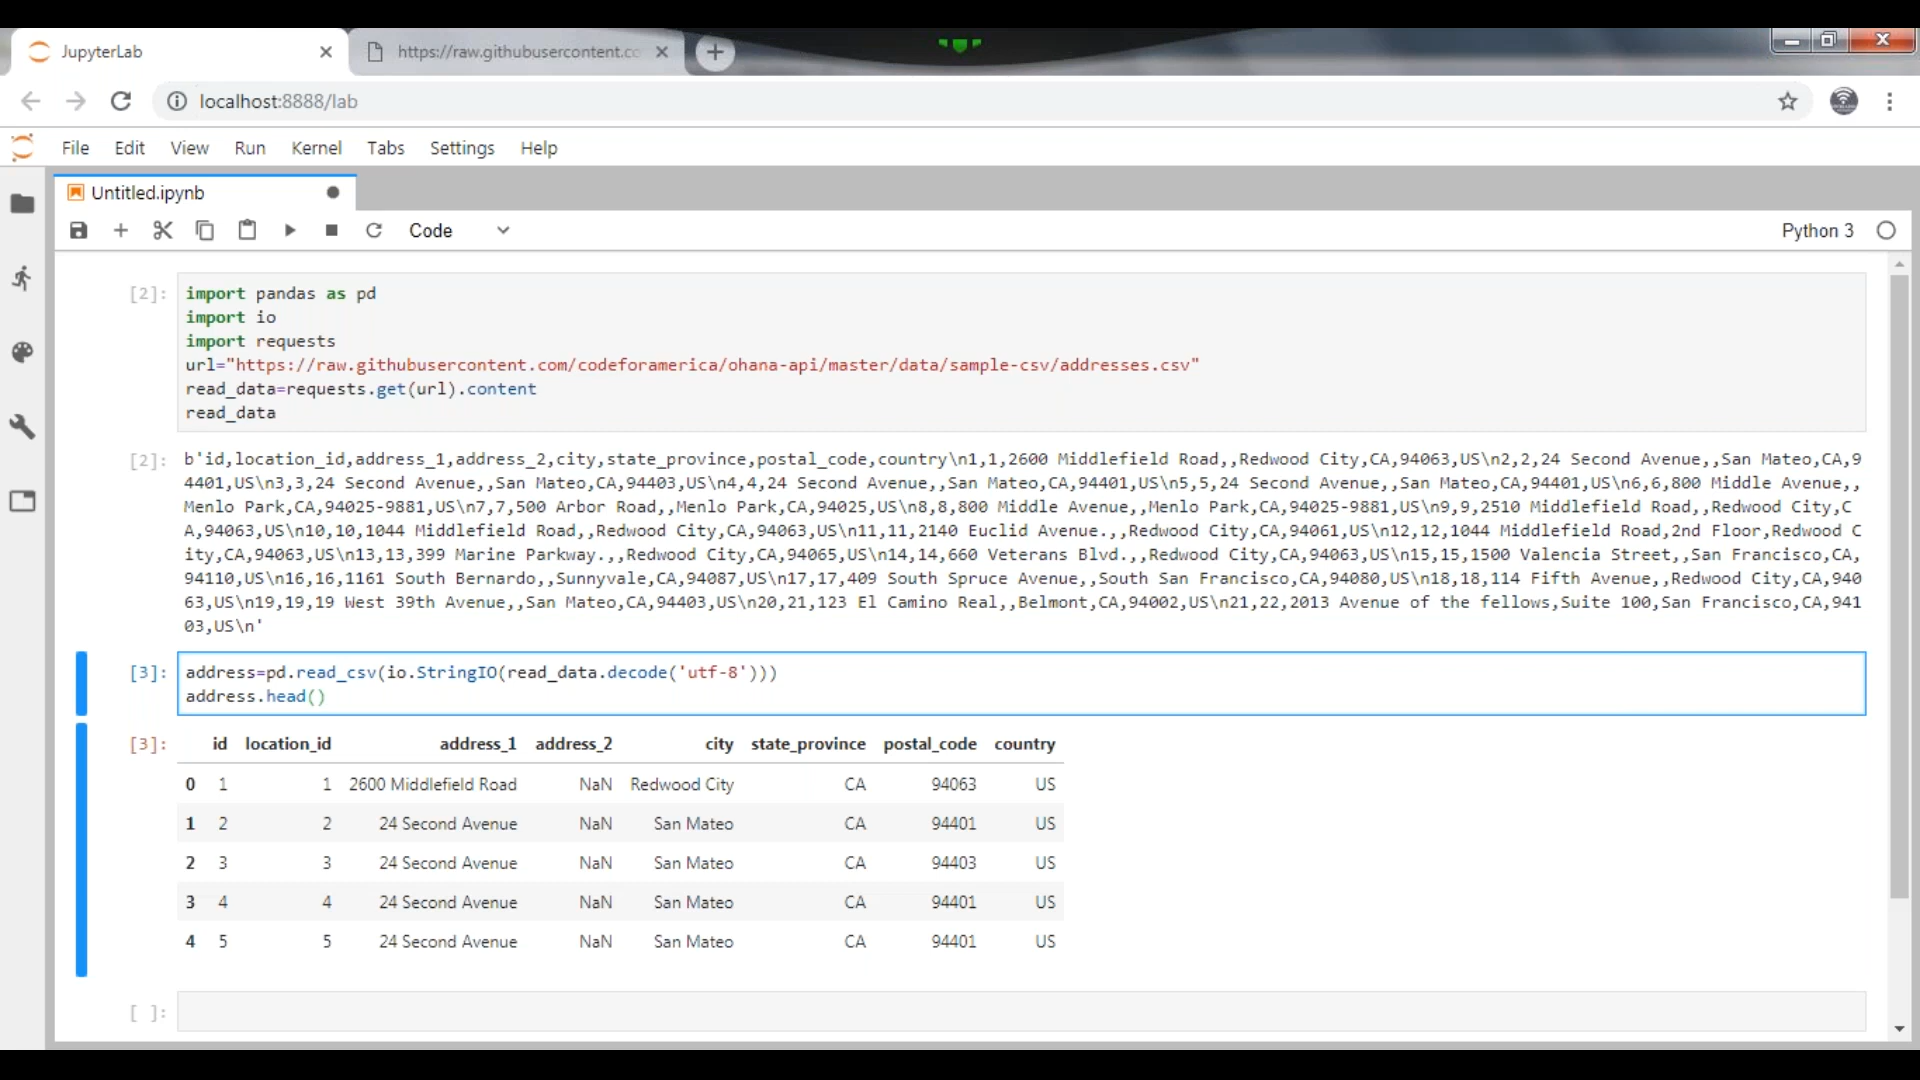 JupyterLab
https://raw.githubusercontent.co
localhost:8888/lab
File Edit View Run Kernel Tabs Settings Help
Untitled.ipynb
Code
Python 3
[2]:
import pandas as pd
import io
import requests
url="https://raw.githubusercontent.com/codeforamerica/ohana-api/master/data/sample-csv/addresses.csv"
read_data=requests.get(url).content
read_data
[2]:
b'id,location_id,address_1,address_2,city,state_province,postal_code,country\n1,1,2600 Middlefield Road,,Redwood City,CA,94063,US\n2,2,24 Second Avenue,,San Mateo,CA,9
4401,US\n3,3,24 Second Avenue,,San Mateo,CA,94403,US\n4,4,24 Second Avenue,,San Mateo,CA,94401,US\n5,5,24 Second Avenue,,San Mateo,CA,94401,US\n6,6,800 Middle Avenue,,
Menlo Park,CA,94025-9881,US\n7,7,500 Arbor Road,,Menlo Park,CA,94025,US\n8,8,800 Middle Avenue,,Menlo Park,CA,94025-9881,US\n9,9,2510 Middlefield Road,,Redwood City,C
A,94063,US\n10,10,1044 Middlefield Road,,Redwood City,CA,94063,US\n11,11,2140 Euclid Avenue.,,Redwood City,CA,94061,US\n12,12,1044 Middlefield Road,2nd Floor,Redwood C
ity,CA,94063,US\n13,13,399 Marine Parkway.,,Redwood City,CA,94065,US\n14,14,660 Veterans Blvd.,,Redwood City,CA,94063,US\n15,15,1500 Valencia Street,,San Francisco,CA,
94110,US\n16,16,1161 South Bernardo,,Sunnyvale,CA,94087,US\n17,17,409 South Spruce Avenue,,South San Francisco,CA,94080,US\n18,18,114 Fifth Avenue,,Redwood City,CA,940
63,US\n19,19,19 West 39th Avenue,,San Mateo,CA,94403,US\n20,21,123 El Camino Real,,Belmont,CA,94002,US\n21,22,2013 Avenue of the fellows,Suite 100,San Francisco,CA,941
03,US\n'
[3]:
address=pd.read_csv(io.StringIO(read_data.decode('utf-8')))
address.head()
[3]:
id location_id address_1 address_2 city state_province postal_code country
0 1 1 2600 Middlefield Road NaN Redwood City CA 94063 US
1 2 2 24 Second Avenue NaN San Mateo CA 94401 US
2 3 3 24 Second Avenue NaN San Mateo CA 94403 US
3 4 4 24 Second Avenue NaN San Mateo CA 94401 US
4 5 5 24 Second Avenue NaN San Mateo CA 94401 US
[ ]: